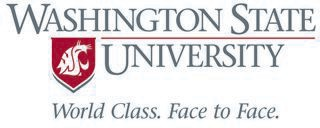 WASHINGTON STATE
UNIVERSITY
World Class. Face to Face.